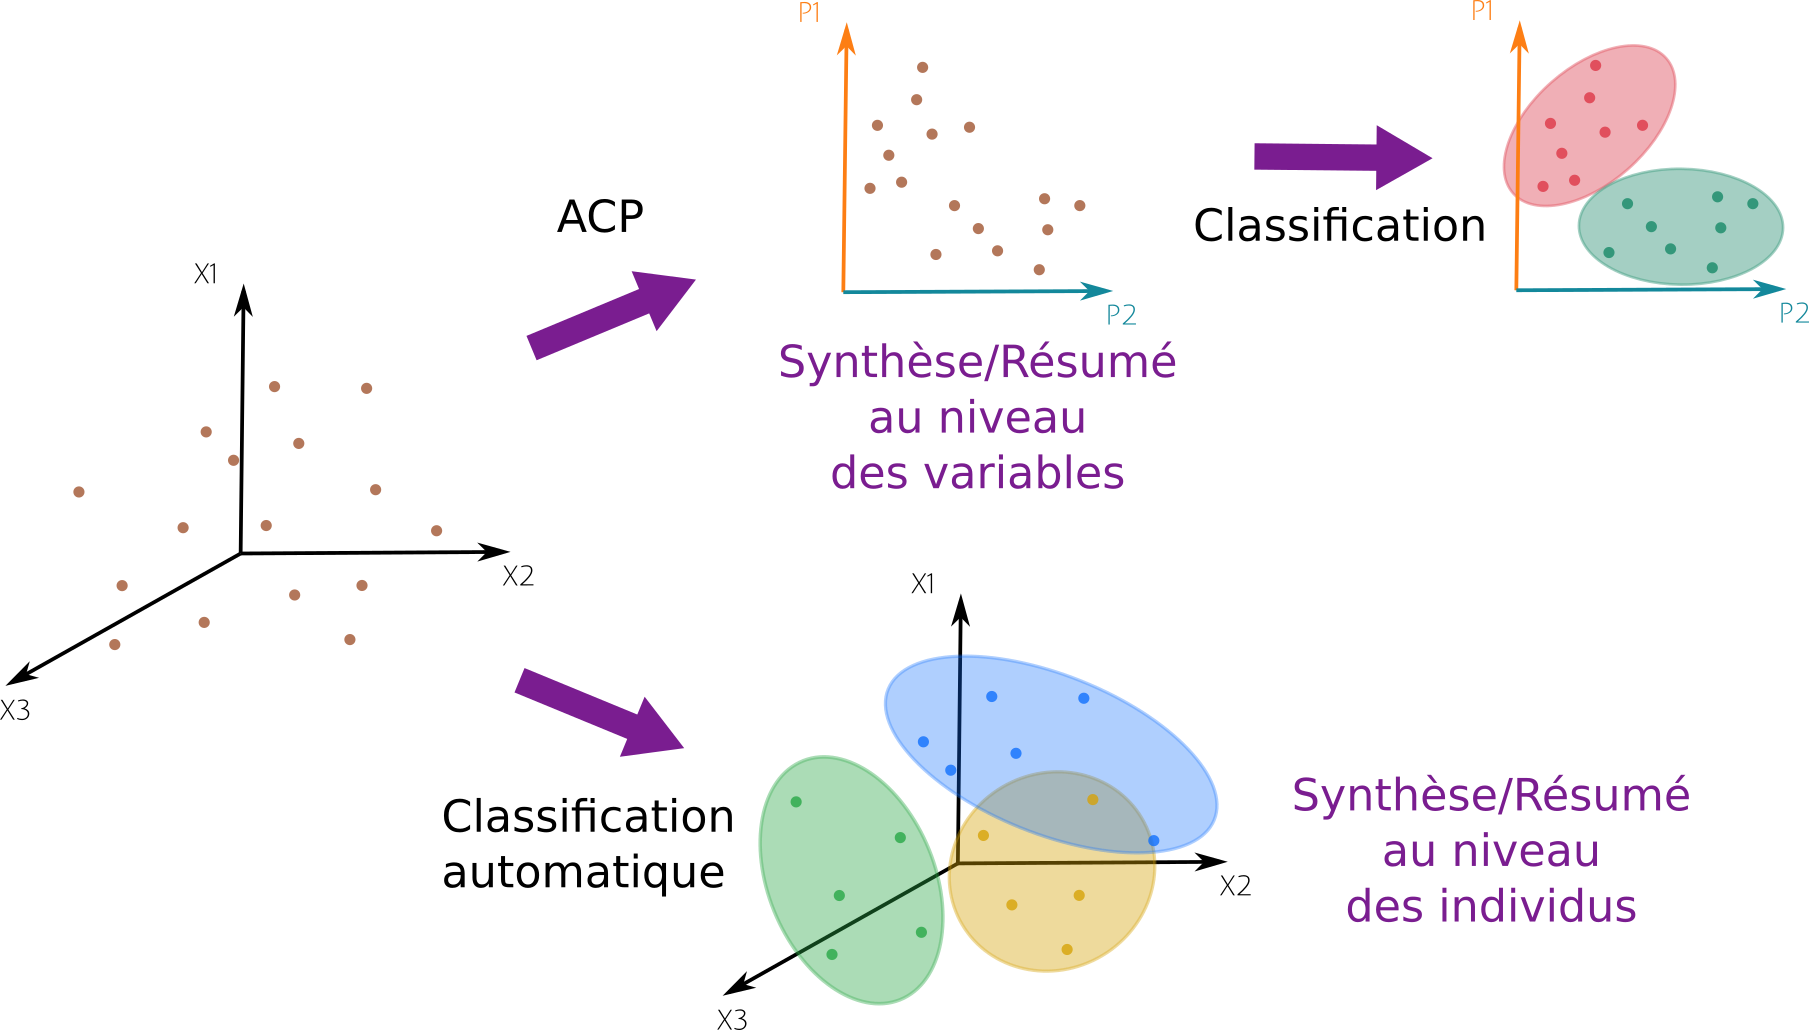 P1
P2
ACP
Synthèse/Résumé
au niveau
des variables
Classification
P1
P2
X1
X2
X3
Classification
automatique
X1
X2
X3
Synthèse/Résumé
au niveau
des individus